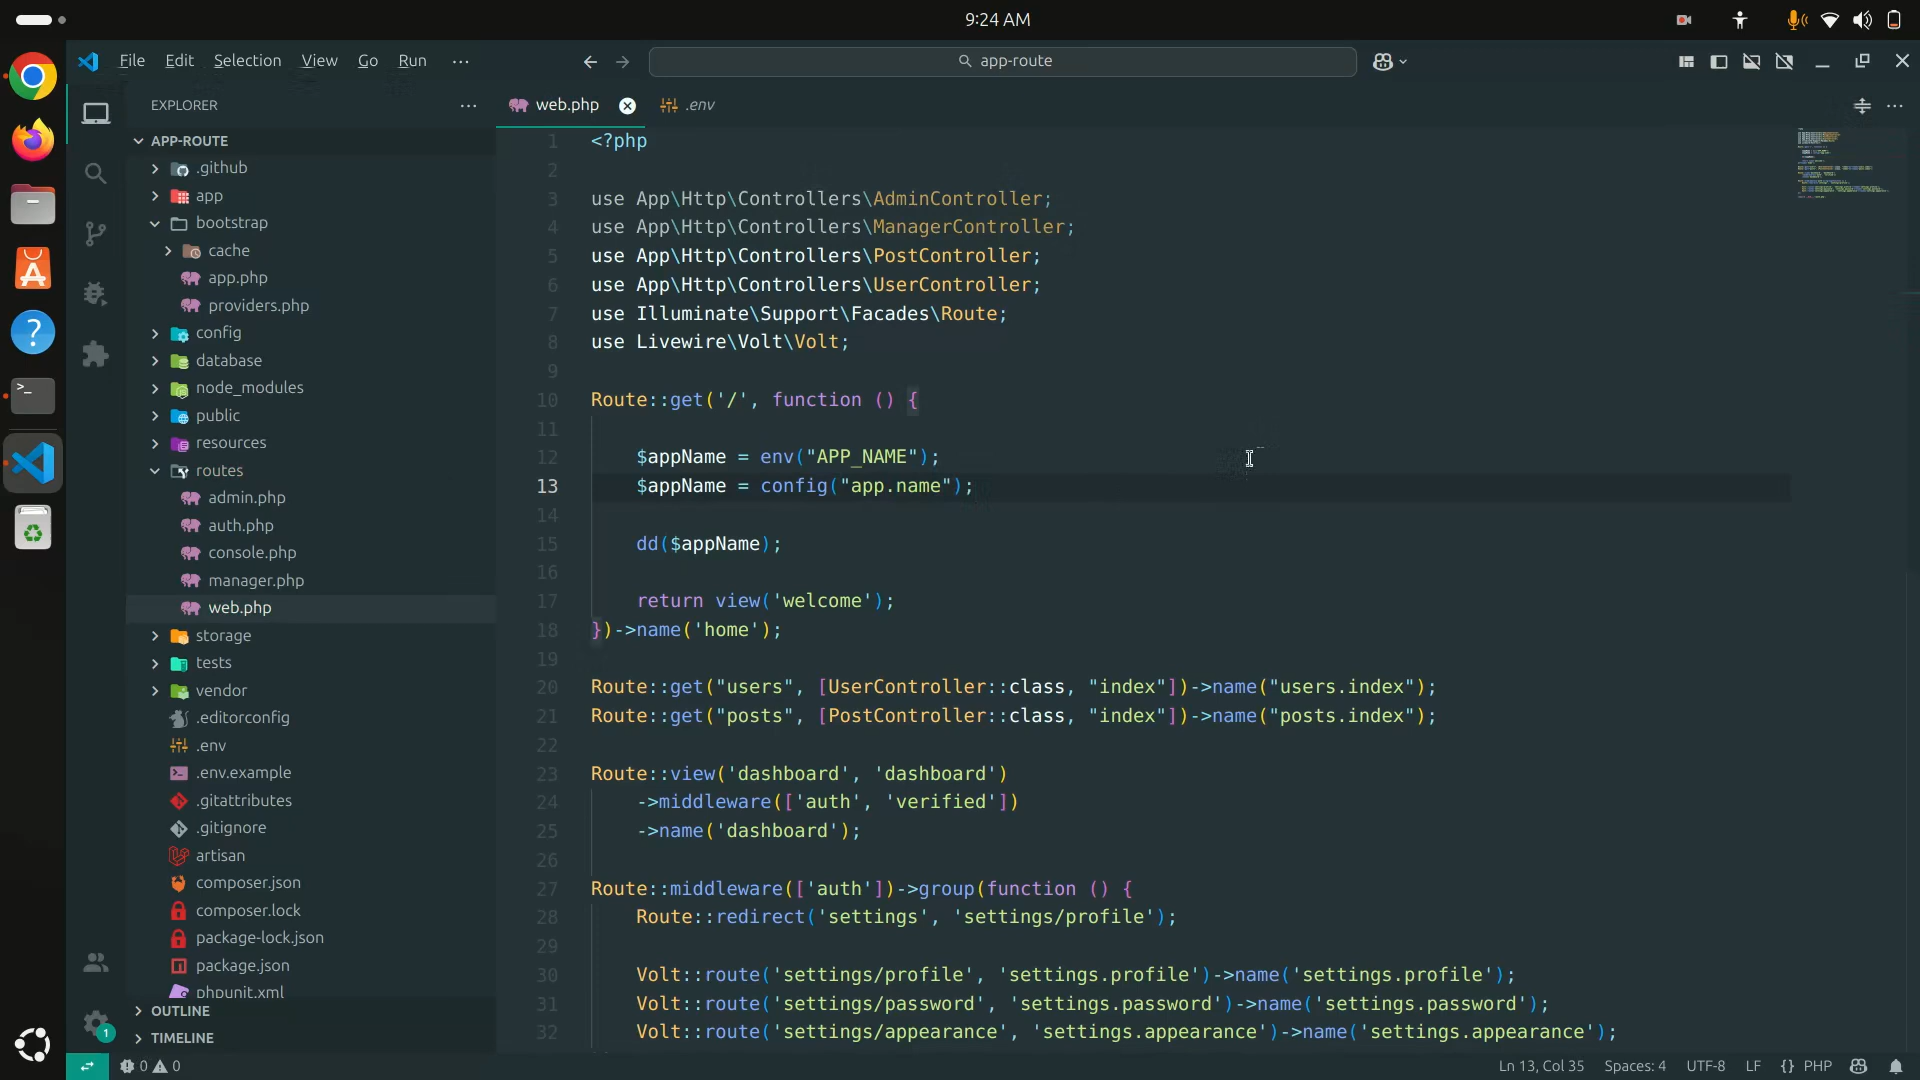 9:24 AM
File Edit Selection View Go Run
app-route
EXPLORER
web.php
.env
APP-ROUTE
.github
app
bootstrap
cache
app.php
providers.php
config
database
node_modules
public
resources
routes
admin.php
auth.php
console.php
manager.php
web.php
storage
tests
vendor
.editorconfig
.env
.env.example
.gitattributes
.gitignore
artisan
composer.json
composer.lock
package-lock.json
package.json
phpunit.xml
OUTLINE
TIMELINE
1 <?php
2
3 use App\Http\Controllers\AdminController;
4 use App\Http\Controllers\ManagerController;
5 use App\Http\Controllers\PostController;
6 use App\Http\Controllers\UserController;
7 use Illuminate\Support\Facades\Route;
8 use Livewire\Volt\Volt;
9
10 Route::get('/', function () {
11
12 $appName = env("APP_NAME");
13 $appName = config("app.name");
14
15 dd($appName);
16
17 return view('welcome');
18 })->name('home');
19
20 Route::get("users", [UserController::class, "index"])->name("users.index");
21 Route::get("posts", [PostController::class, "index"])->name("posts.index");
22
23 Route::view('dashboard', 'dashboard')
24 ->middleware(['auth', 'verified'])
25 ->name('dashboard');
26
27 Route::middleware(['auth'])->group(function () {
28 Route::redirect('settings', 'settings/profile');
29
30 Volt::route('settings/profile', 'settings.profile')->name('settings.profile');
31 Volt::route('settings/password', 'settings.password')->name('settings.password');
32 Volt::route('settings/appearance', 'settings.appearance')->name('settings.appearance');
1
0 0
Ln 13, Col 35 Spaces: 4 UTF-8 LF {} PHP